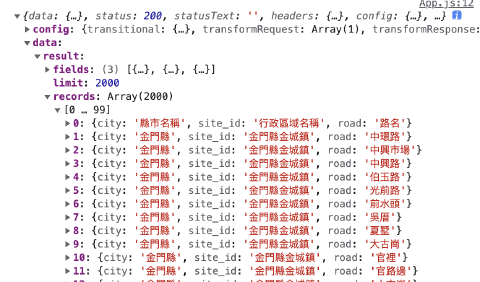 App.js:12
▼{data: {…}, status: 200, statusText: '', headers: {…}, config: {…}, …} i
▶config: {transitional: {…}, transformRequest: Array(1), transformResponse:
▼data:
▼result:
▶fields: (3) [{…}, {…}, {…}]
limit: 2000
▼records: Array(2000)
▼[0 … 99]
▶0: {city: '縣市名稱', site_id: '行政區域名稱', road: '路名'}
▶1: {city: '金門縣', site_id: '金門縣金城鎮', road: '中環路'}
▶2: {city: '金門縣', site_id: '金門縣金城鎮', road: '中興市場'}
▶3: {city: '金門縣', site_id: '金門縣金城鎮', road: '中興路'}
▶4: {city: '金門縣', site_id: '金門縣金城鎮', road: '伯玉路'}
▶5: {city: '金門縣', site_id: '金門縣金城鎮', road: '光前路'}
▶6: {city: '金門縣', site_id: '金門縣金城鎮', road: '前水頭'}
▶7: {city: '金門縣', site_id: '金門縣金城鎮', road: '吳厝'}
▶8: {city: '金門縣', site_id: '金門縣金城鎮', road: '夏墅'}
▶9: {city: '金門縣', site_id: '金門縣金城鎮', road: '大古崗'}
▶10: {city: '金門縣', site_id: '金門縣金城鎮', road: '官裡'}
▶11: {city: '金門縣', site_id: '金門縣金城鎮', road: '官路邊'}